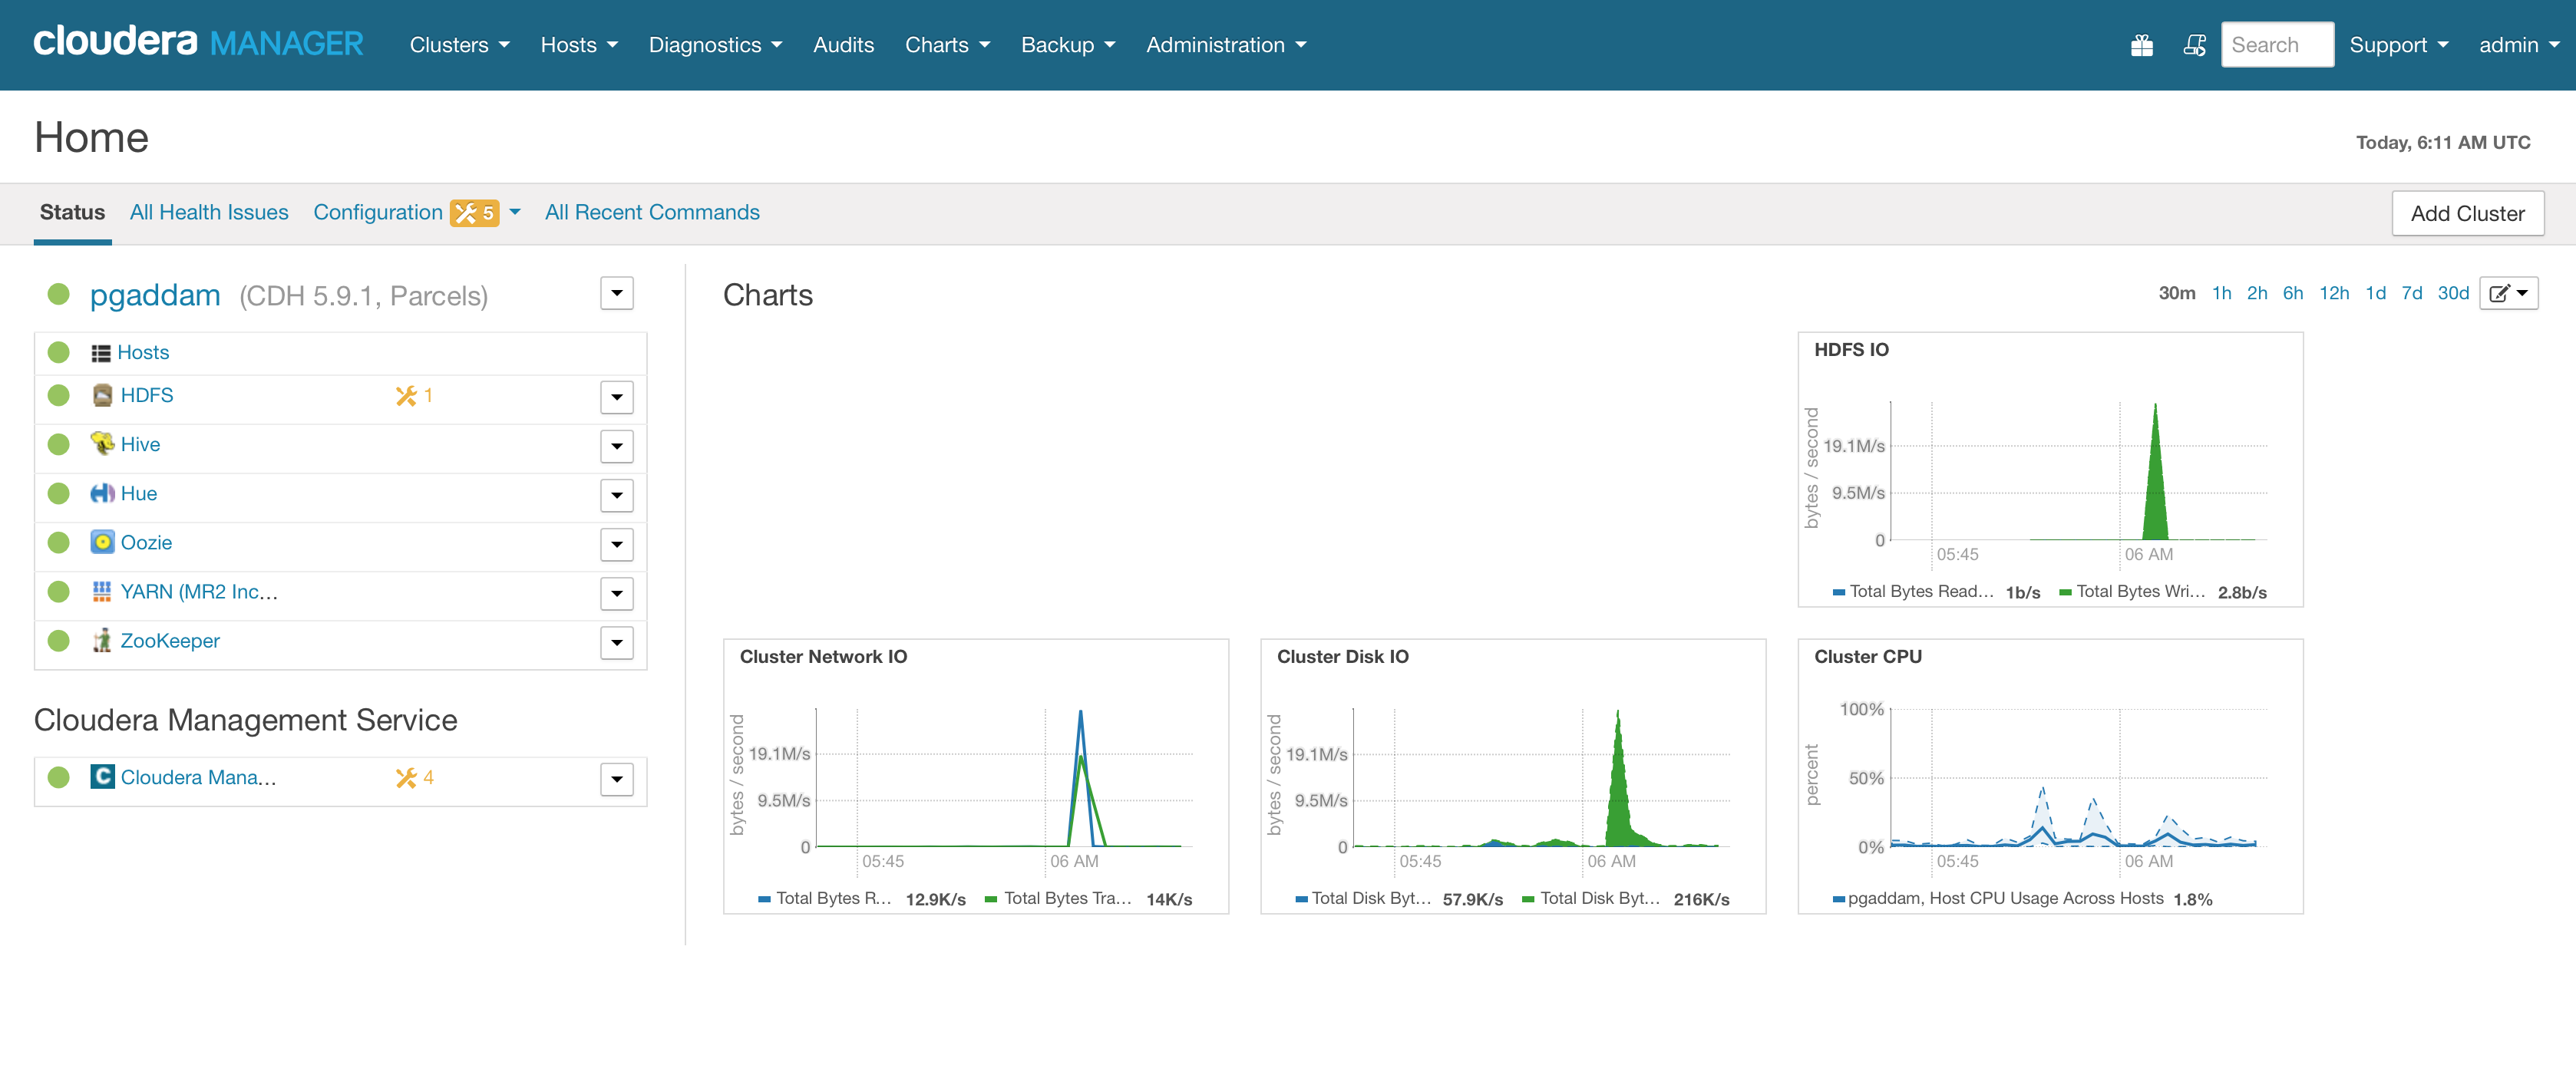 cloudera MANAGER Clusters Hosts Diagnostics Audits Charts Backup Administration Search Support admin
Home
Today, 6:11 AM UTC
Status All Health Issues Configuration 5 All Recent Commands Add Cluster
pgaddam (CDH 5.9.1, Parcels)
Hosts
HDFS 1
Hive
Hue
Oozie
YARN (MR2 Inc...
ZooKeeper
Cloudera Management Service
C Cloudera Mana... 4
Charts
30m 1h 2h 6h 12h 1d 7d 30d
HDFS IO
bytes / second
19.1M/s
9.5M/s
0
05:45 06 AM
Total Bytes Read... 1b/s Total Bytes Wri... 2.8b/s
Cluster Network IO
bytes / second
19.1M/s
9.5M/s
0
05:45 06 AM
Total Bytes R... 12.9K/s Total Bytes Tra... 14K/s
Cluster Disk IO
bytes / second
19.1M/s
9.5M/s
0
05:45 06 AM
Total Disk Byt... 57.9K/s Total Disk Byt... 216K/s
Cluster CPU
percent
100%
50%
0%
05:45 06 AM
pgaddam, Host CPU Usage Across Hosts 1.8%